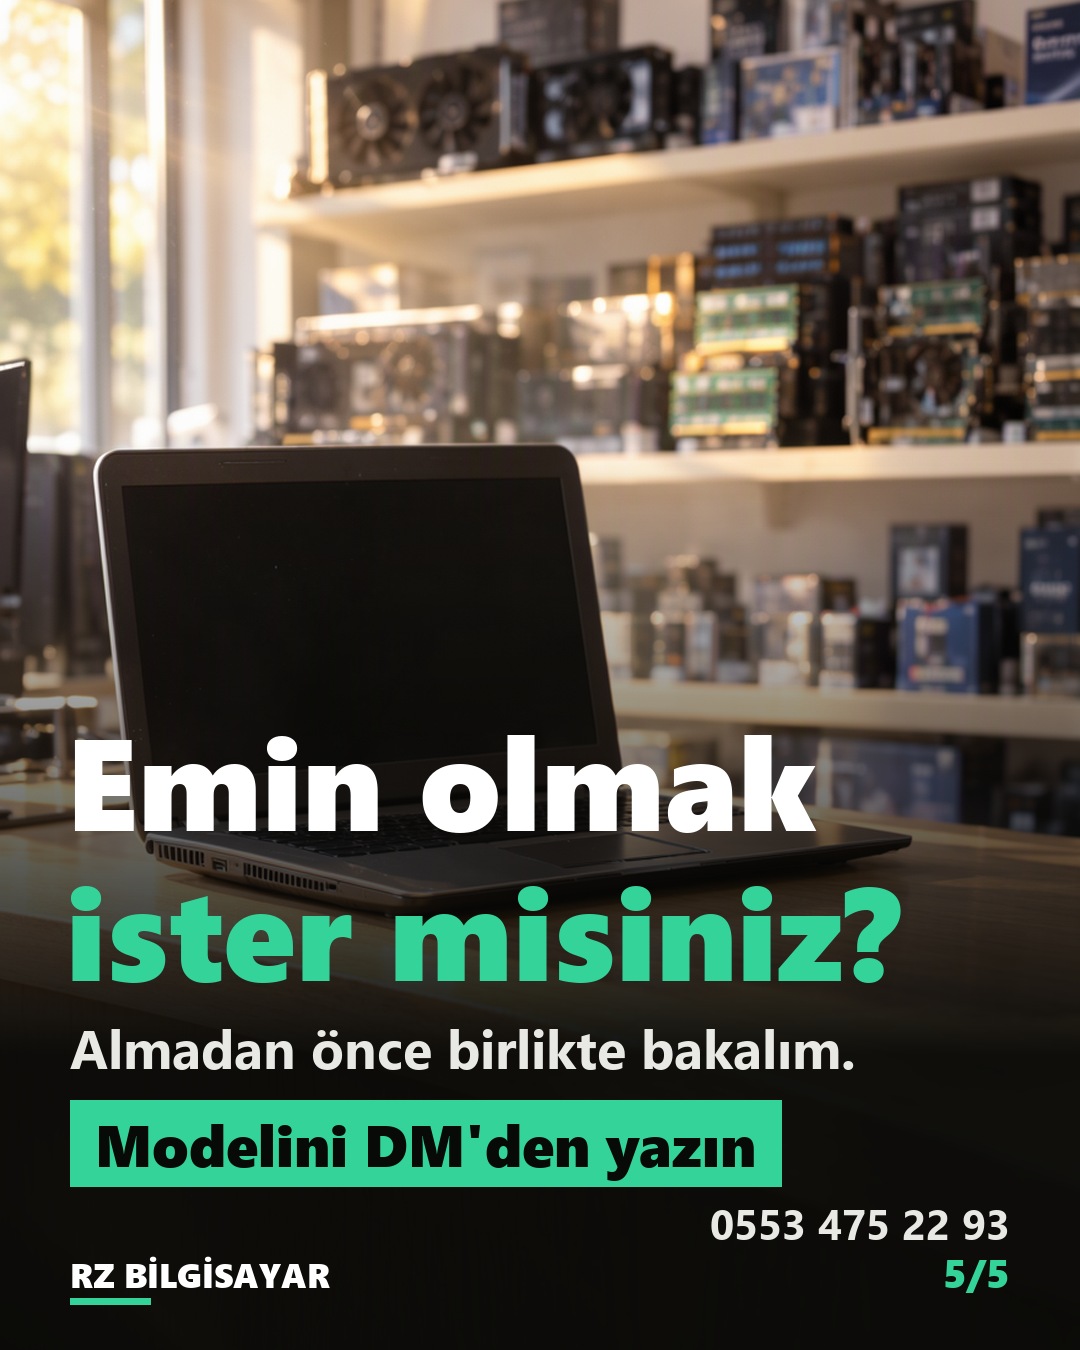 Emin olmak
ister misiniz?
Almadan önce birlikte bakalım.
Modelini DM'den yazın
0553 475 22 93
RZ BİLGİSAYAR
5/5